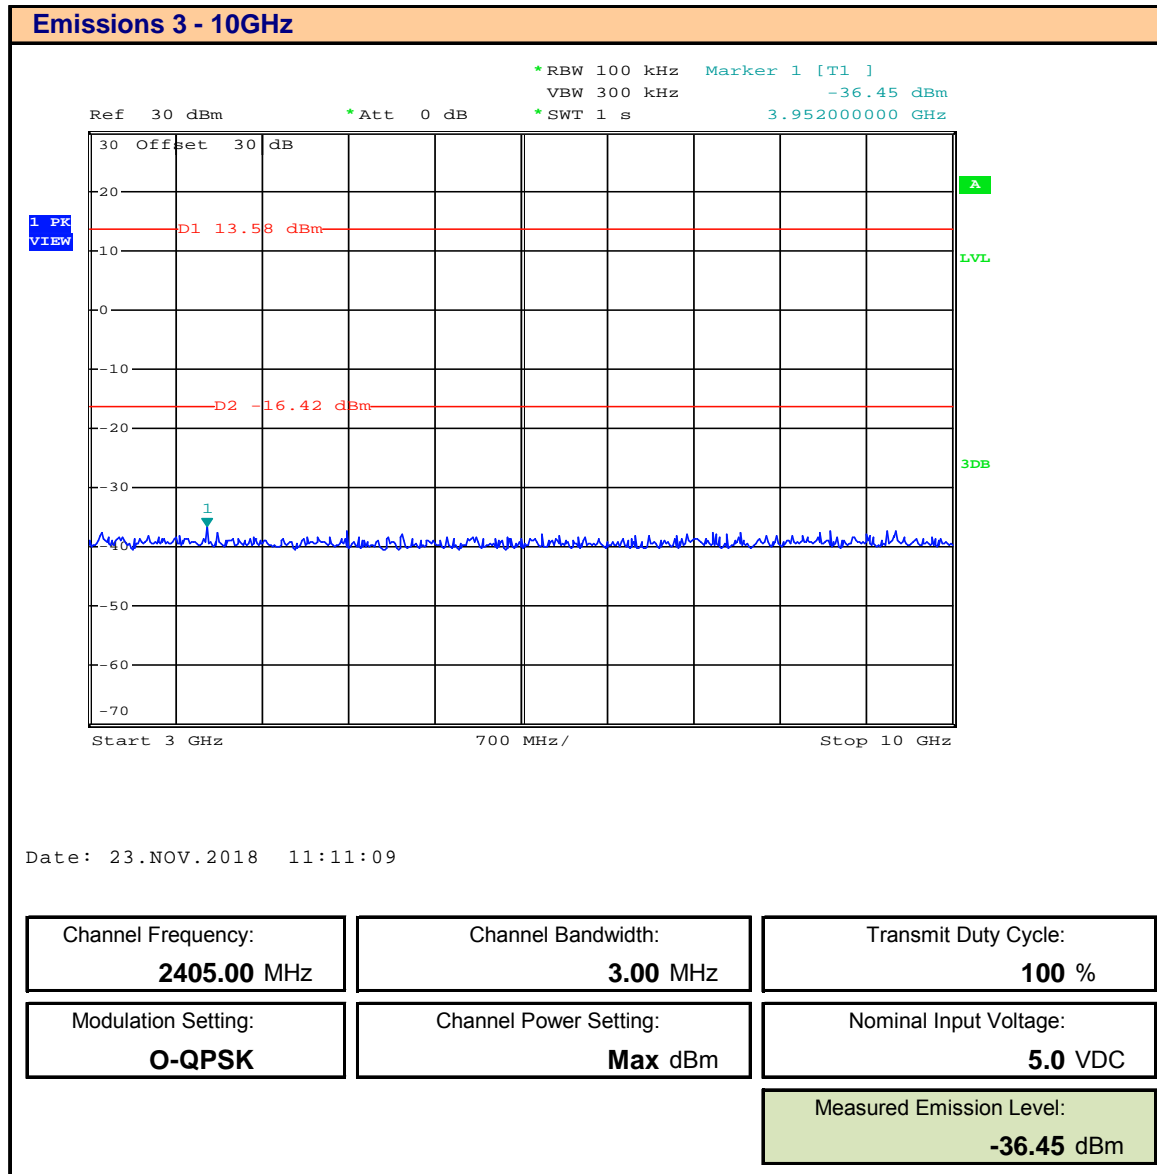 Emissions 3 - 10GHz
*RBW 100 kHz Marker 1 [T1 ]
VBW 300 kHz -36.45 dBm
Ref 30 dBm *Att 0 dB *SWT 1 s 3.952000000 GHz
30 Offset 30 dB
20
A
1 PK
VIEW
D1 13.58 dBm
10
LVL
0
-10
D2 -16.42 dBm
-20
3DB
-30
1
-40
-50
-60
-70
Start 3 GHz 700 MHz/ Stop 10 GHz
Date: 23.NOV.2018 11:11:09
Channel Frequency: Channel Bandwidth: Transmit Duty Cycle:
2405.00 MHz 3.00 MHz 100 %
Modulation Setting: Channel Power Setting: Nominal Input Voltage:
O-QPSK Max dBm 5.0 VDC
Measured Emission Level:
-36.45 dBm